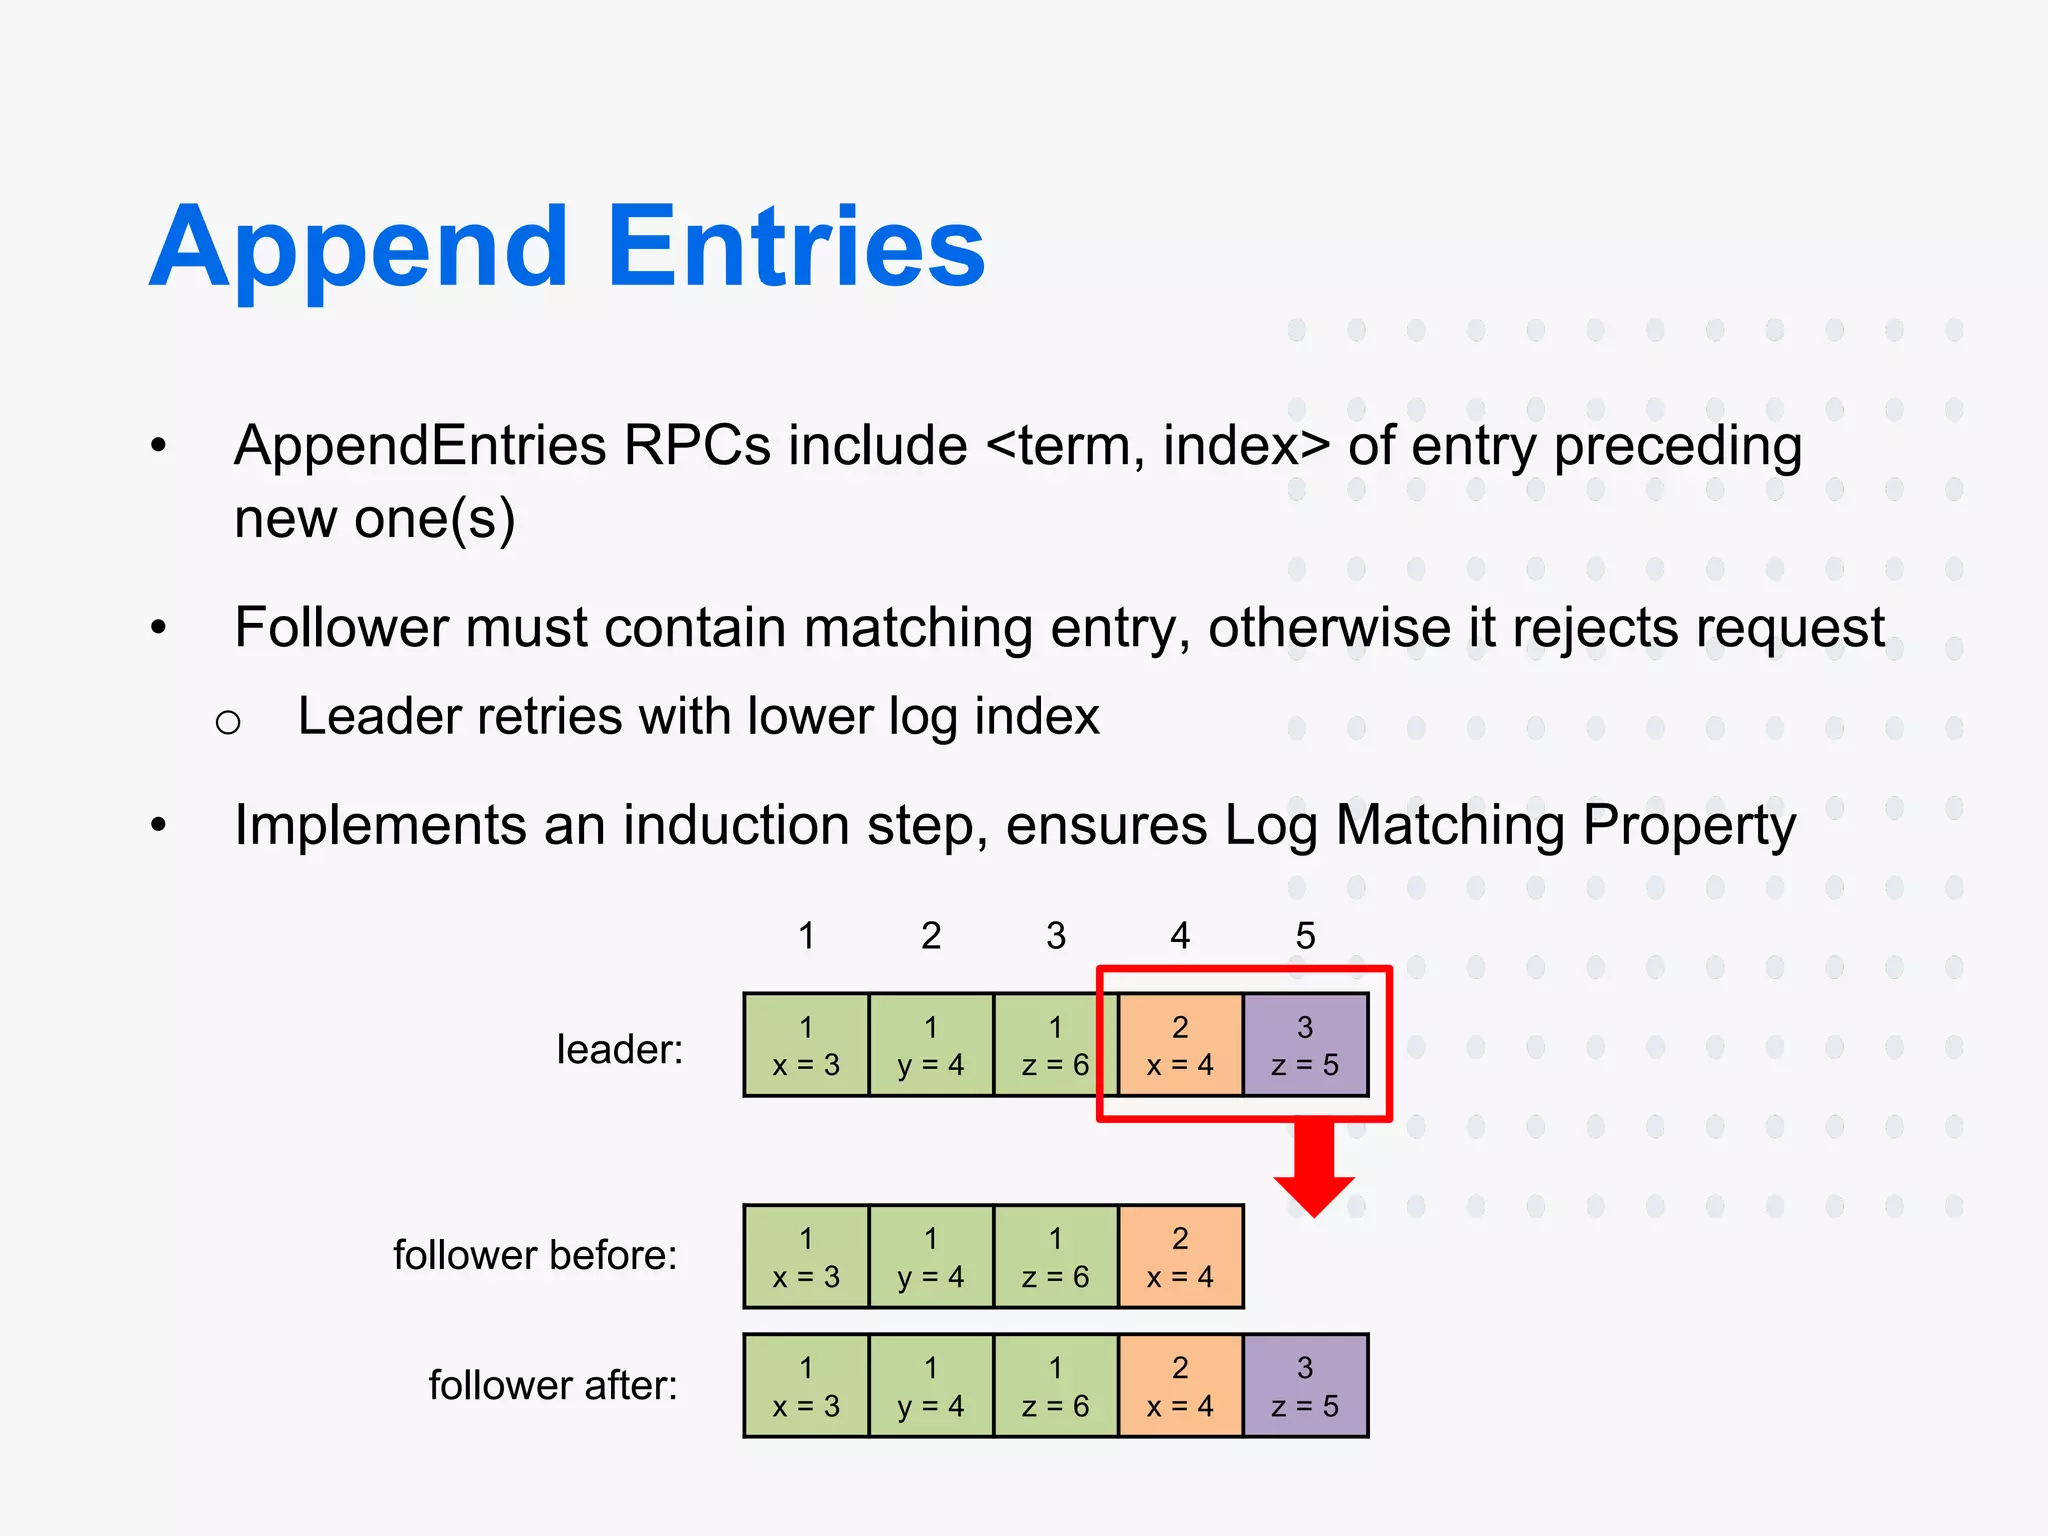 Append Entries
• AppendEntries RPCs include <term, index> of entry preceding
new one(s)
• Follower must contain matching entry, otherwise it rejects request
o Leader retries with lower log index
• Implements an induction step, ensures Log Matching Property
1 2 3 4 5
leader:
1 1 1 2 3
x = 3 y = 4 z = 6 x = 4 z = 5
follower before:
1 1 1 2
x = 3 y = 4 z = 6 x = 4
follower after:
1 1 1 2 3
x = 3 y = 4 z = 6 x = 4 z = 5